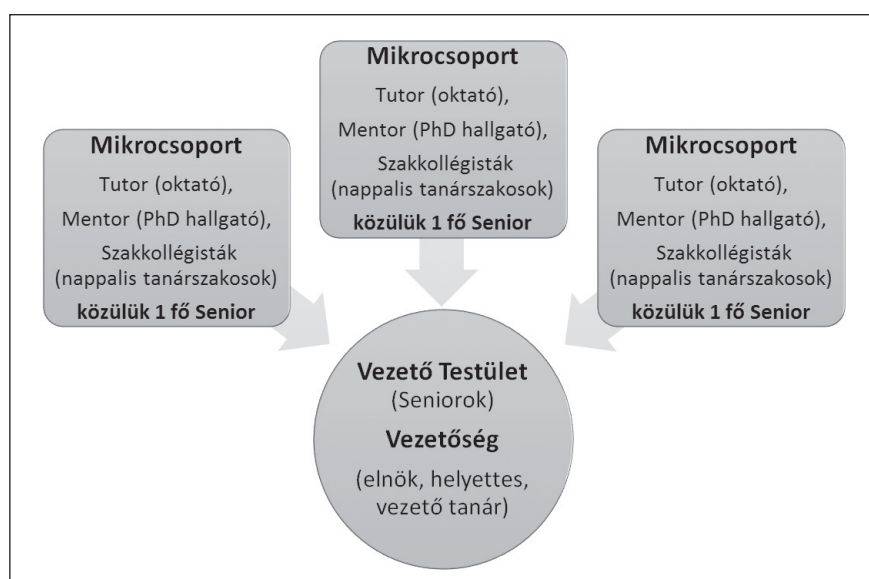 Mikrocsoport
Tutor (oktató),
Mentor (PhD hallgató),
Szakkollégisták
(nappalis tanárszakosok)
közülük 1 fő Senior
Mikrocsoport
Tutor (oktató),
Mentor (PhD hallgató),
Szakkollégisták
(nappalis tanárszakosok)
közülük 1 fő Senior
Mikrocsoport
Tutor (oktató),
Mentor (PhD hallgató),
Szakkollégisták
(nappalis tanárszakosok)
közülük 1 fő Senior
Vezető Testület
(Seniorok)
Vezetőség
(elnök, helyettes,
vezető tanár)